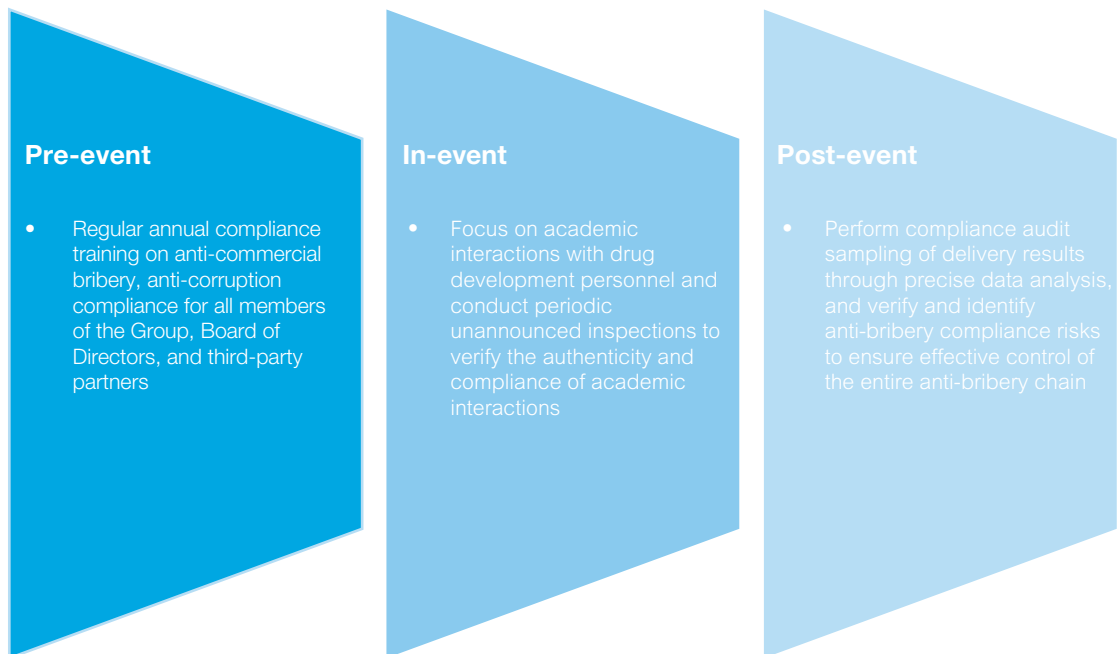 Pre-event
• Regular annual compliance
training on anti-commercial
bribery, anti-corruption
compliance for all members
of the Group, Board of
Directors, and third-party
partners
In-event
• Focus on academic
interactions with drug
development personnel and
conduct periodic
unannounced inspections to
verify the authenticity and
compliance of academic
interactions
Post-event
• Perform compliance audit
sampling of delivery results
through precise data analysis,
and verify and identify
anti-bribery compliance risks
to ensure effective control of
the entire anti-bribery chain